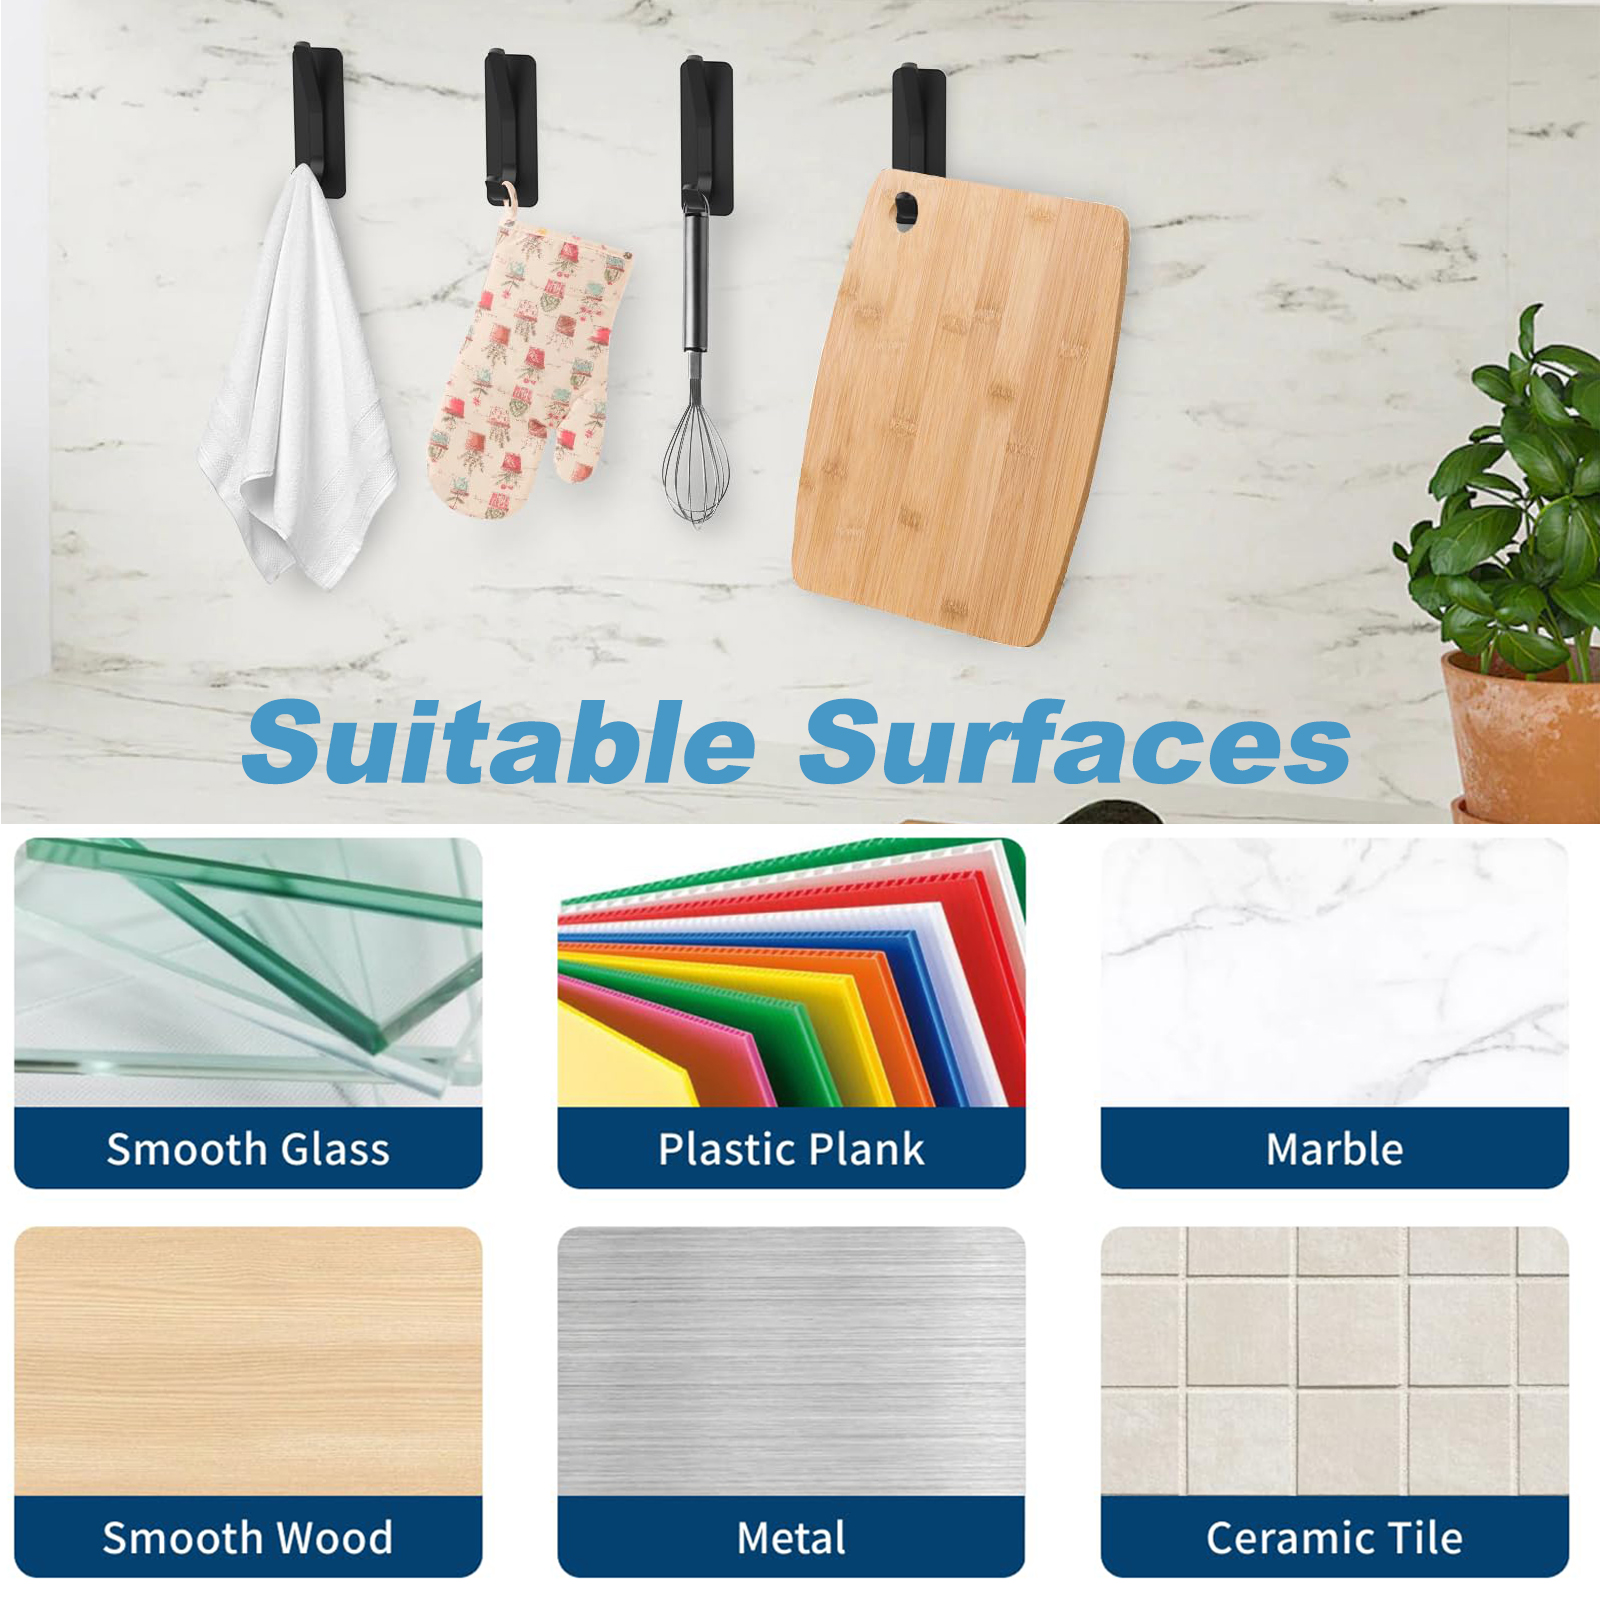 Suitable Surfaces
Smooth Glass
Plastic Plank
Marble
Smooth Wood
Metal
Ceramic Tile